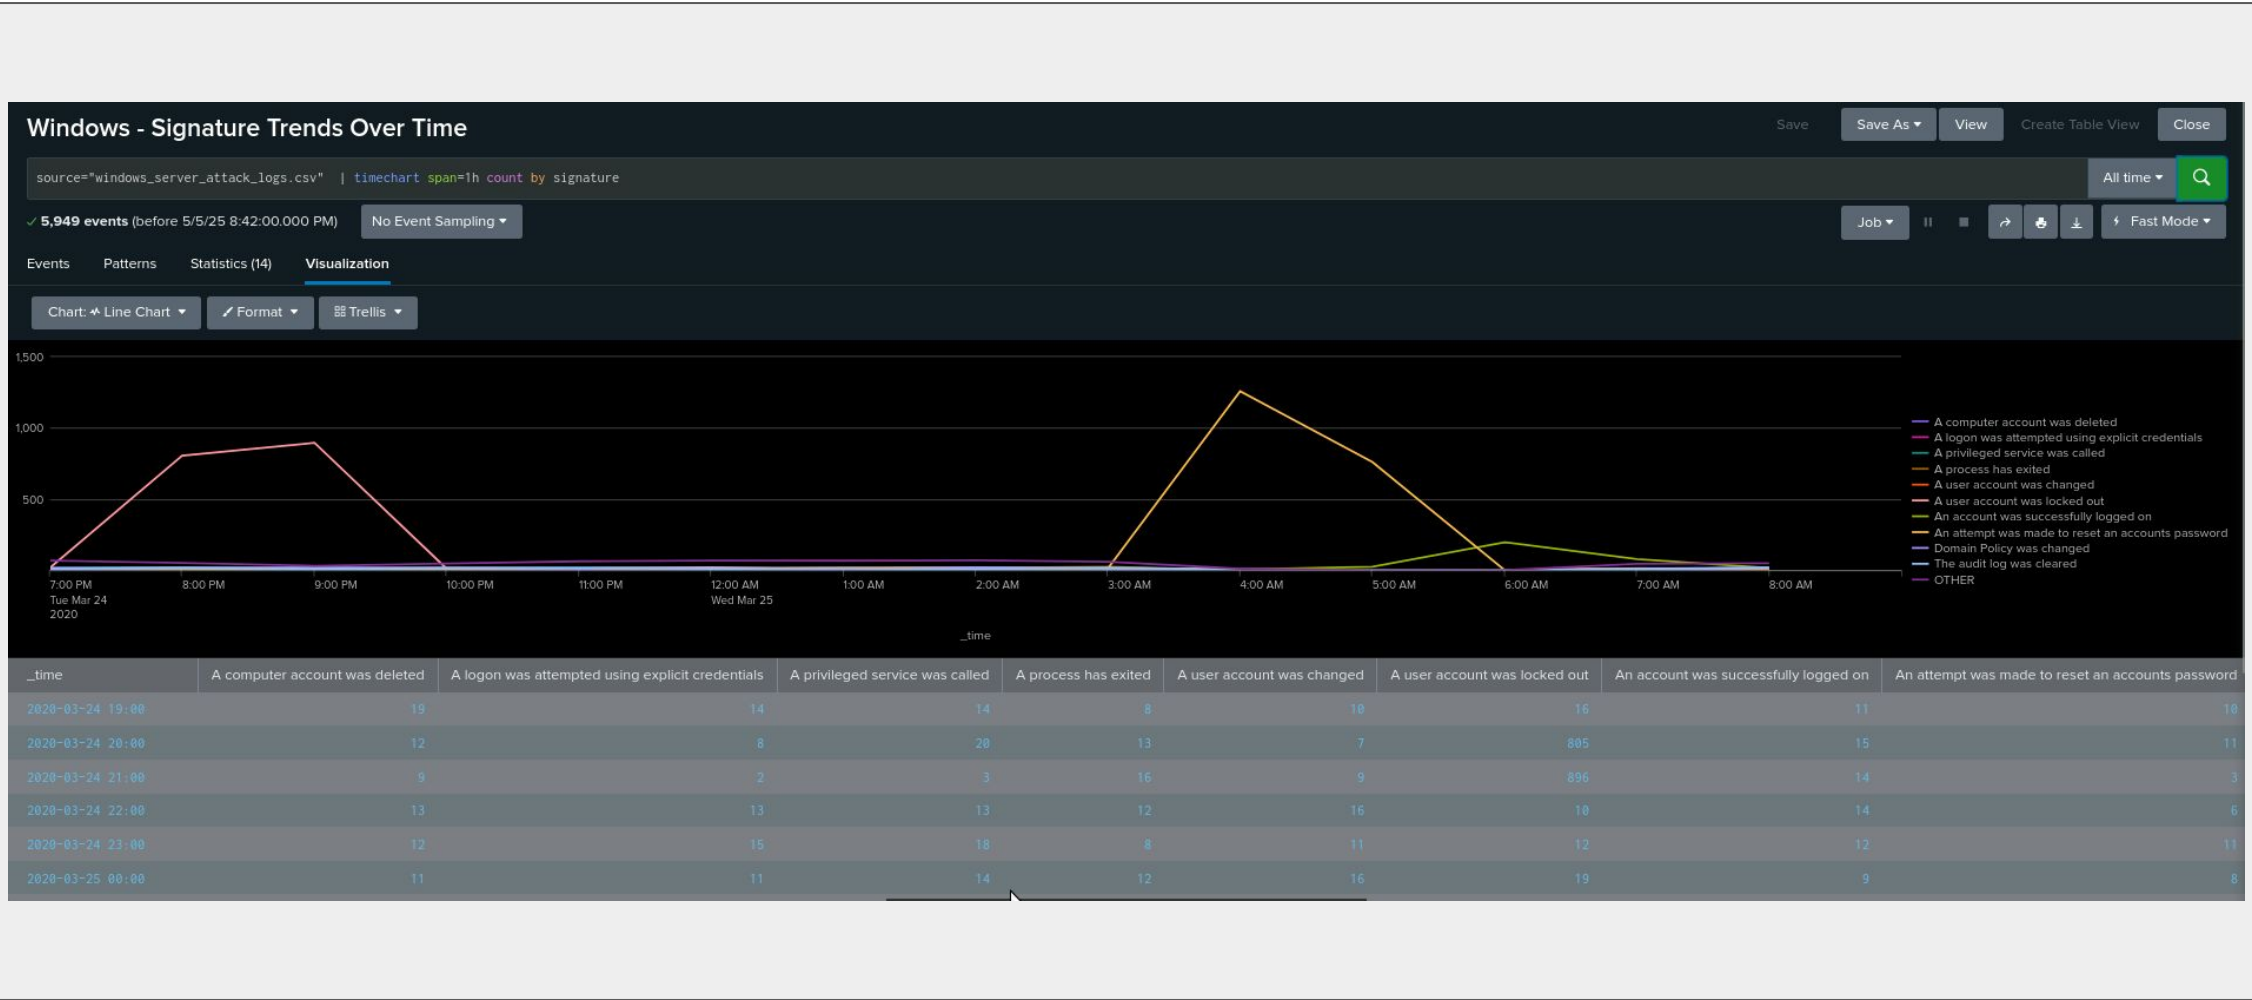 Windows - Signature Trends Over Time
Save Save As View Create Table View Close
source="windows_server_attack_logs.csv" | timechart span=1h count by signature
All time
5,949 events (before 5/5/25 8:42:00.000 PM) No Event Sampling
Job Fast Mode
Events Patterns Statistics (14) Visualization
Chart: Line Chart Format Trellis
1,500
1,000
500
7:00 PM 8:00 PM 9:00 PM 10:00 PM 11:00 PM 12:00 AM 1:00 AM 2:00 AM 3:00 AM 4:00 AM 5:00 AM 6:00 AM 7:00 AM 8:00 AM
Tue Mar 24 Wed Mar 25
2020
_time
A computer account was deleted
A logon was attempted using explicit credentials
A privileged service was called
A process has exited
A user account was changed
A user account was locked out
An account was successfully logged on
An attempt was made to reset an accounts password
Domain Policy was changed
The audit log was cleared
OTHER
_time A computer account was deleted A logon was attempted using explicit credentials A privileged service was called A process has exited A user account was changed A user account was locked out An account was successfully logged on An attempt was made to reset an accounts password
2020-03-24 19:00 19 14 14 8 10 16 11 10
2020-03-24 20:00 12 8 20 13 7 805 15 11
2020-03-24 21:00 9 2 3 16 9 896 14 3
2020-03-24 22:00 13 13 13 12 16 10 14 6
2020-03-24 23:00 12 15 18 8 11 12 12 11
2020-03-25 00:00 11 11 14 12 16 19 9 8